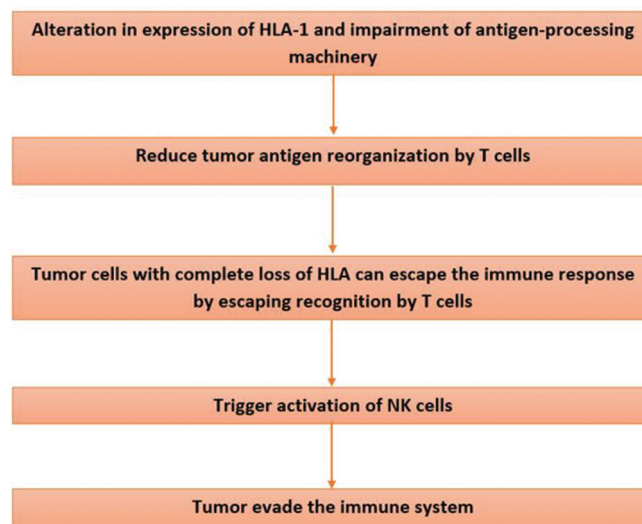 Alteration in expression of HLA-1 and impairment of antigen-processing
machinery
Reduce tumor antigen reorganization by T cells
Tumor cells with complete loss of HLA can escape the immune response
by escaping recognition by T cells
Trigger activation of NK cells
Tumor evade the immune system